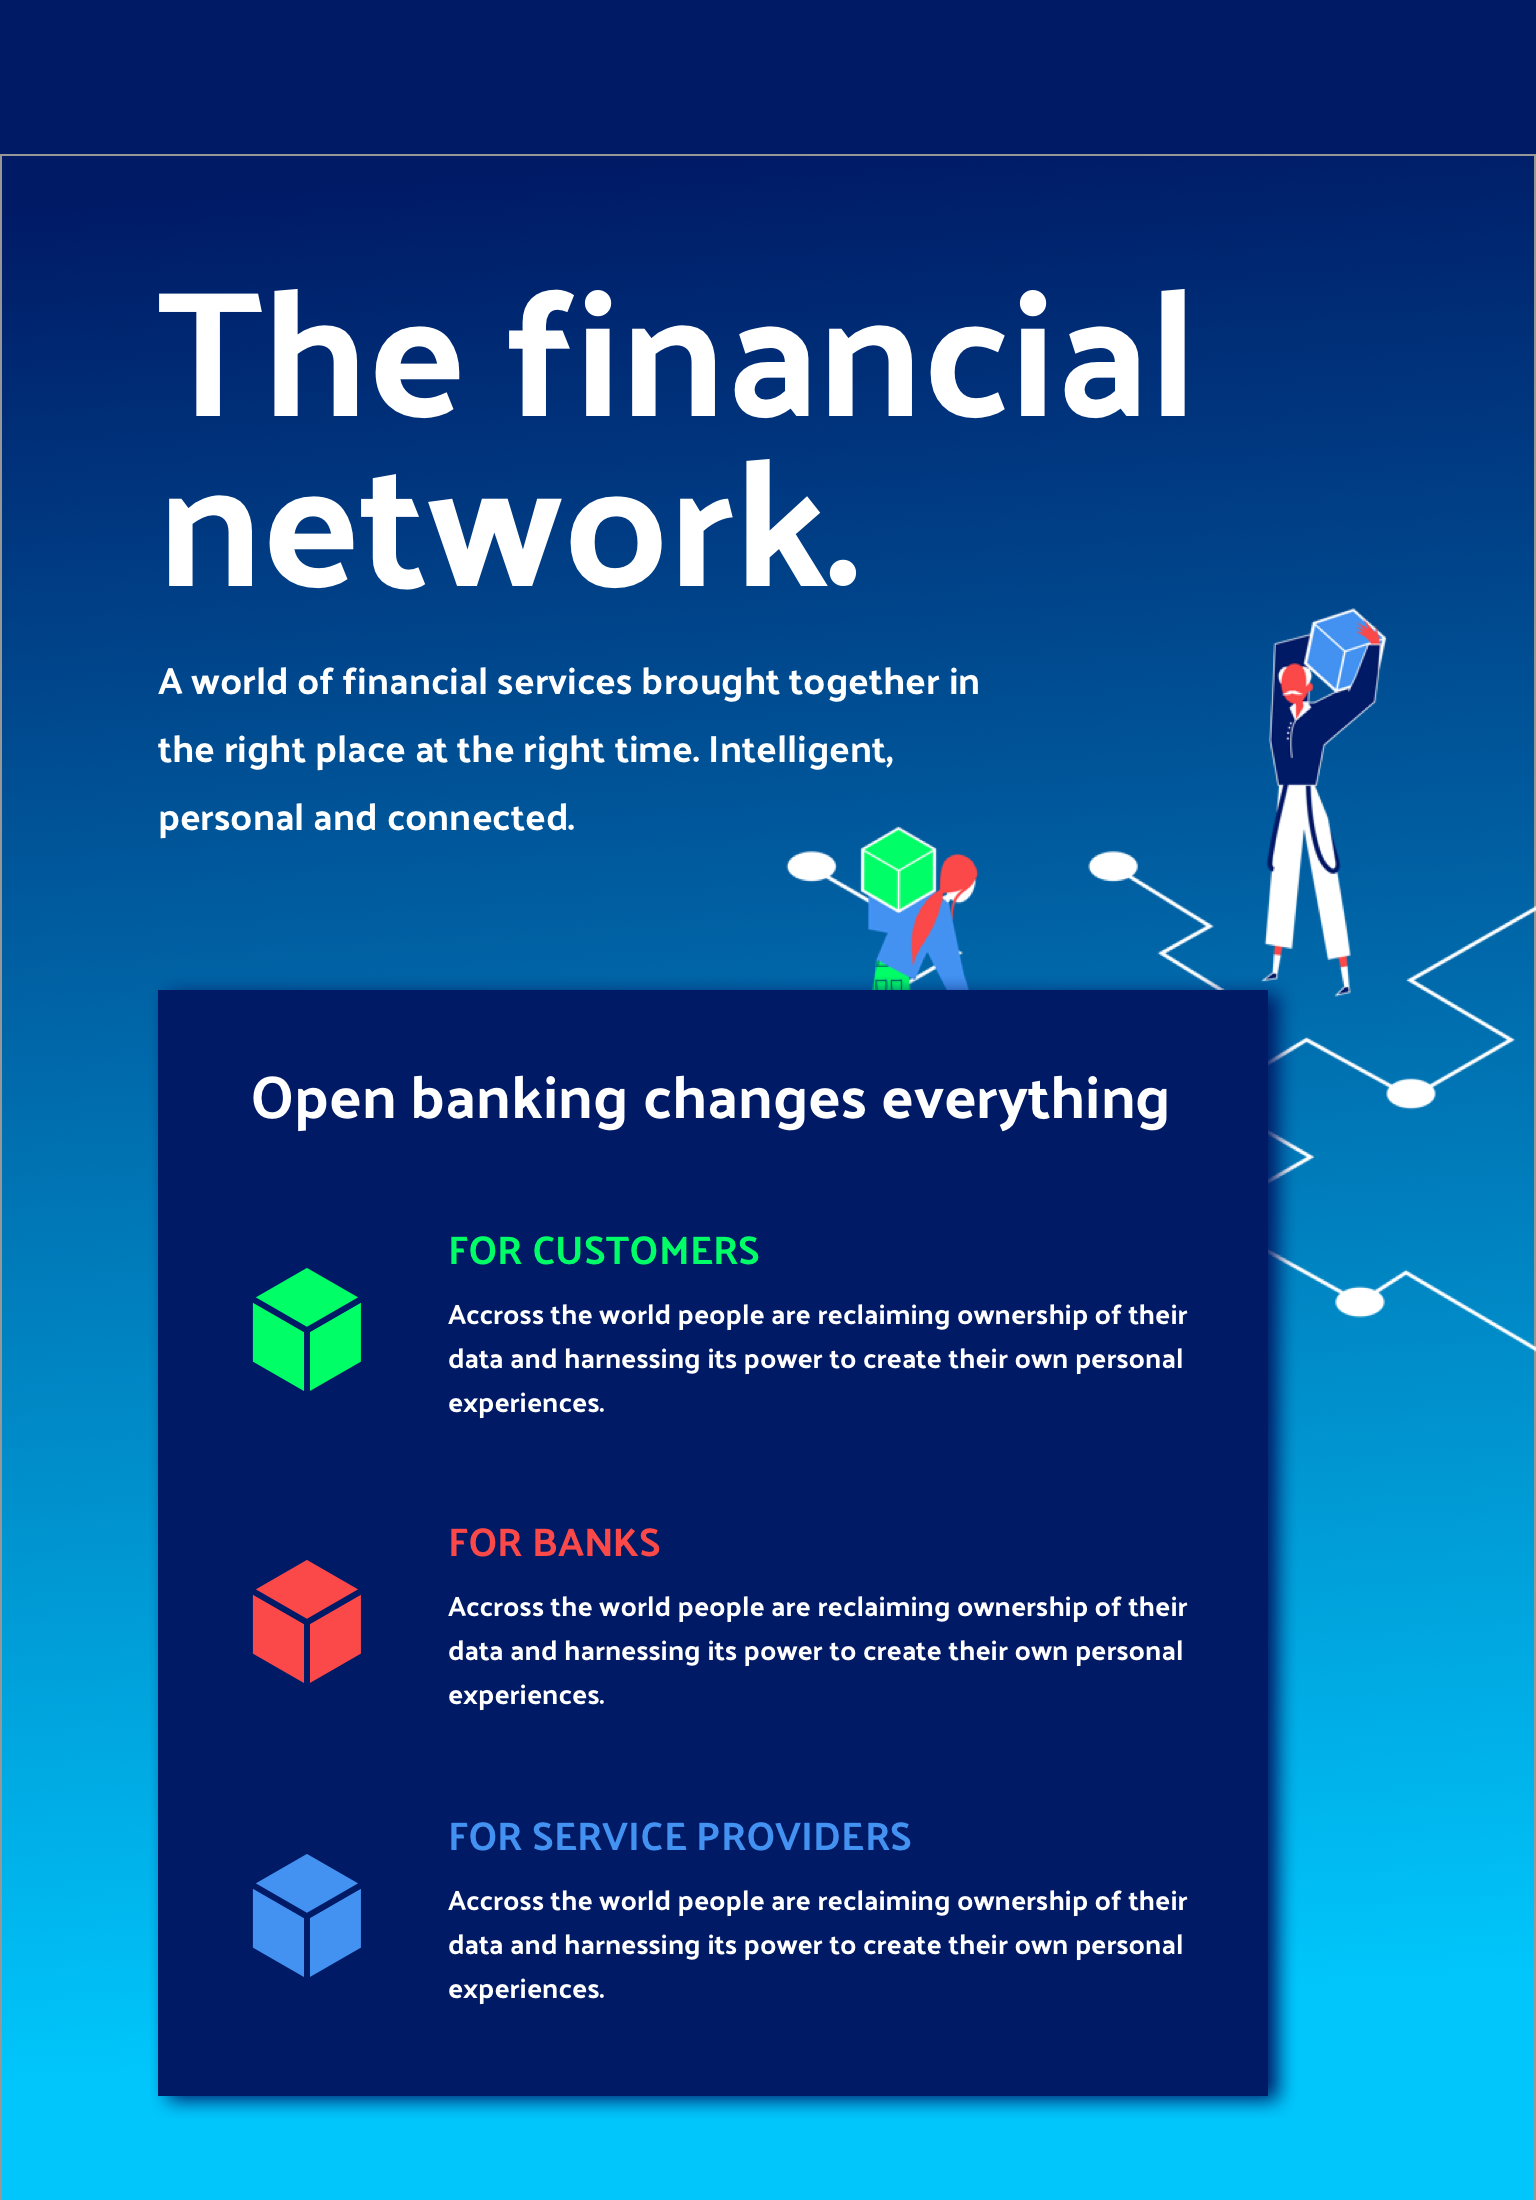 The financial
network.
A world of financial services brought together in
the right place at the right time. Intelligent,
personal and connected.
Open banking changes everything
FOR CUSTOMERS
Accross the world people are reclaiming ownership of their
data and harnessing its power to create their own personal
experiences.
FOR BANKS
Accross the world people are reclaiming ownership of their
data and harnessing its power to create their own personal
experiences.
FOR SERVICE PROVIDERS
Accross the world people are reclaiming ownership of their
data and harnessing its power to create their own personal
experiences.